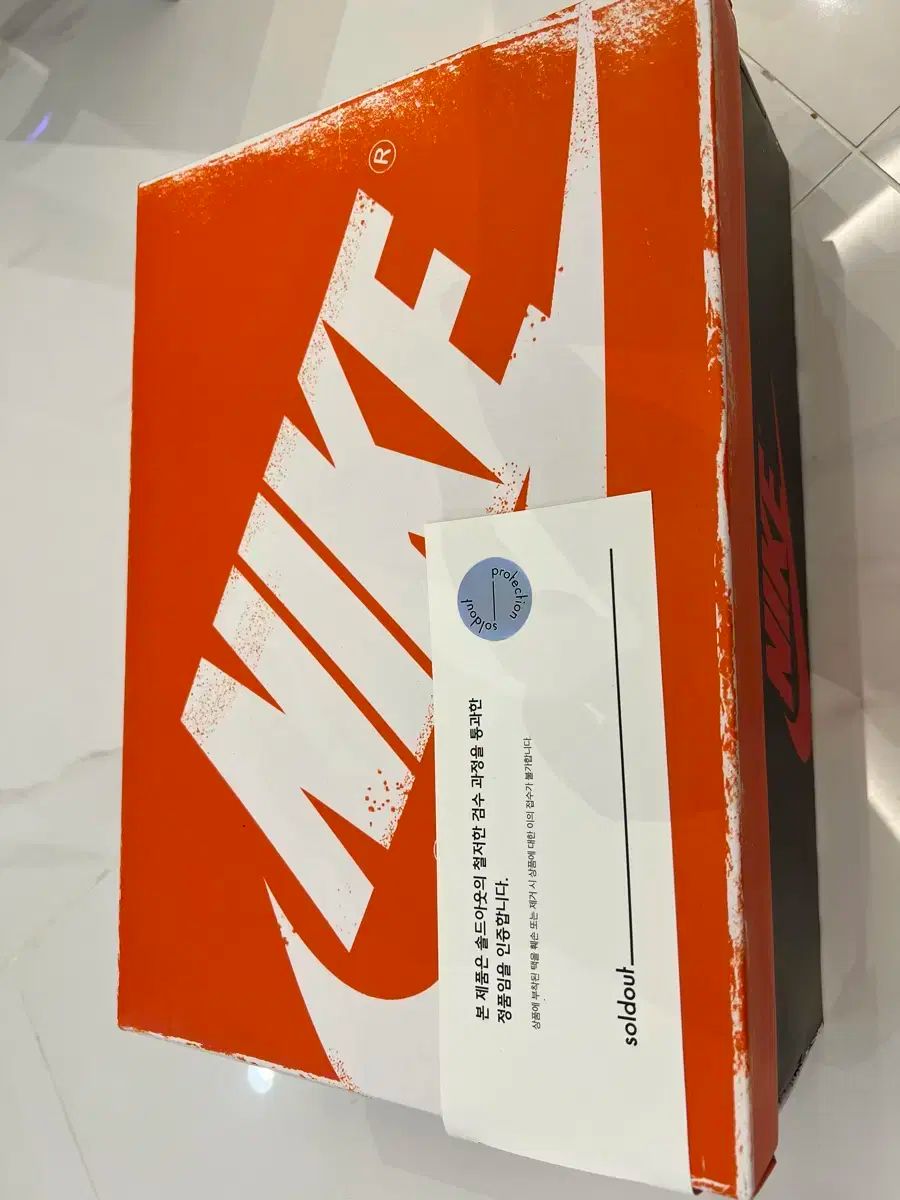 NIKE
®
protection
soldout
본 제품은 솔드아웃의 철저한 검수 과정을 통과한
정품임을 인증합니다.
상품에 부착된 택을 훼손 또는 제거 시 상품에 대한 이의 접수가 불가합니다.
soldout
NIKE